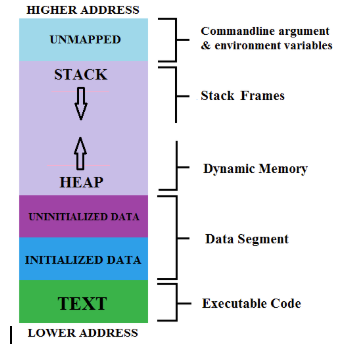 HIGHER ADDRESS
UNMAPPED
Commandline argument
& environment variables
STACK
Stack Frames
HEAP
Dynamic Memory
UNINITIALIZED DATA
INITIALIZED DATA
Data Segment
TEXT
Executable Code
LOWER ADDRESS